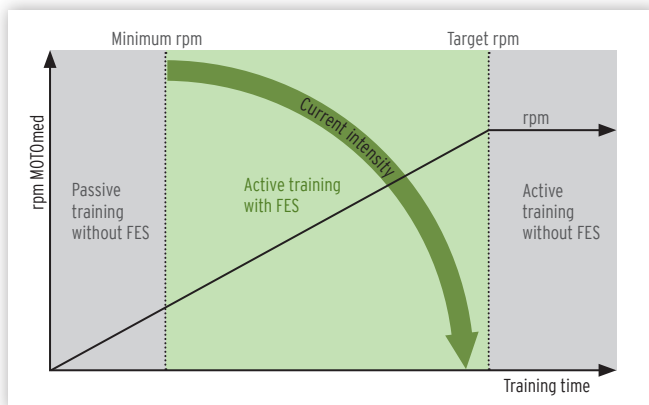 Minimum rpm
Target rpm
rpm MOTOmed
Current intensity
rpm
Passive
training
without FES
Active training
with FES
Active
training
without FES
Training time